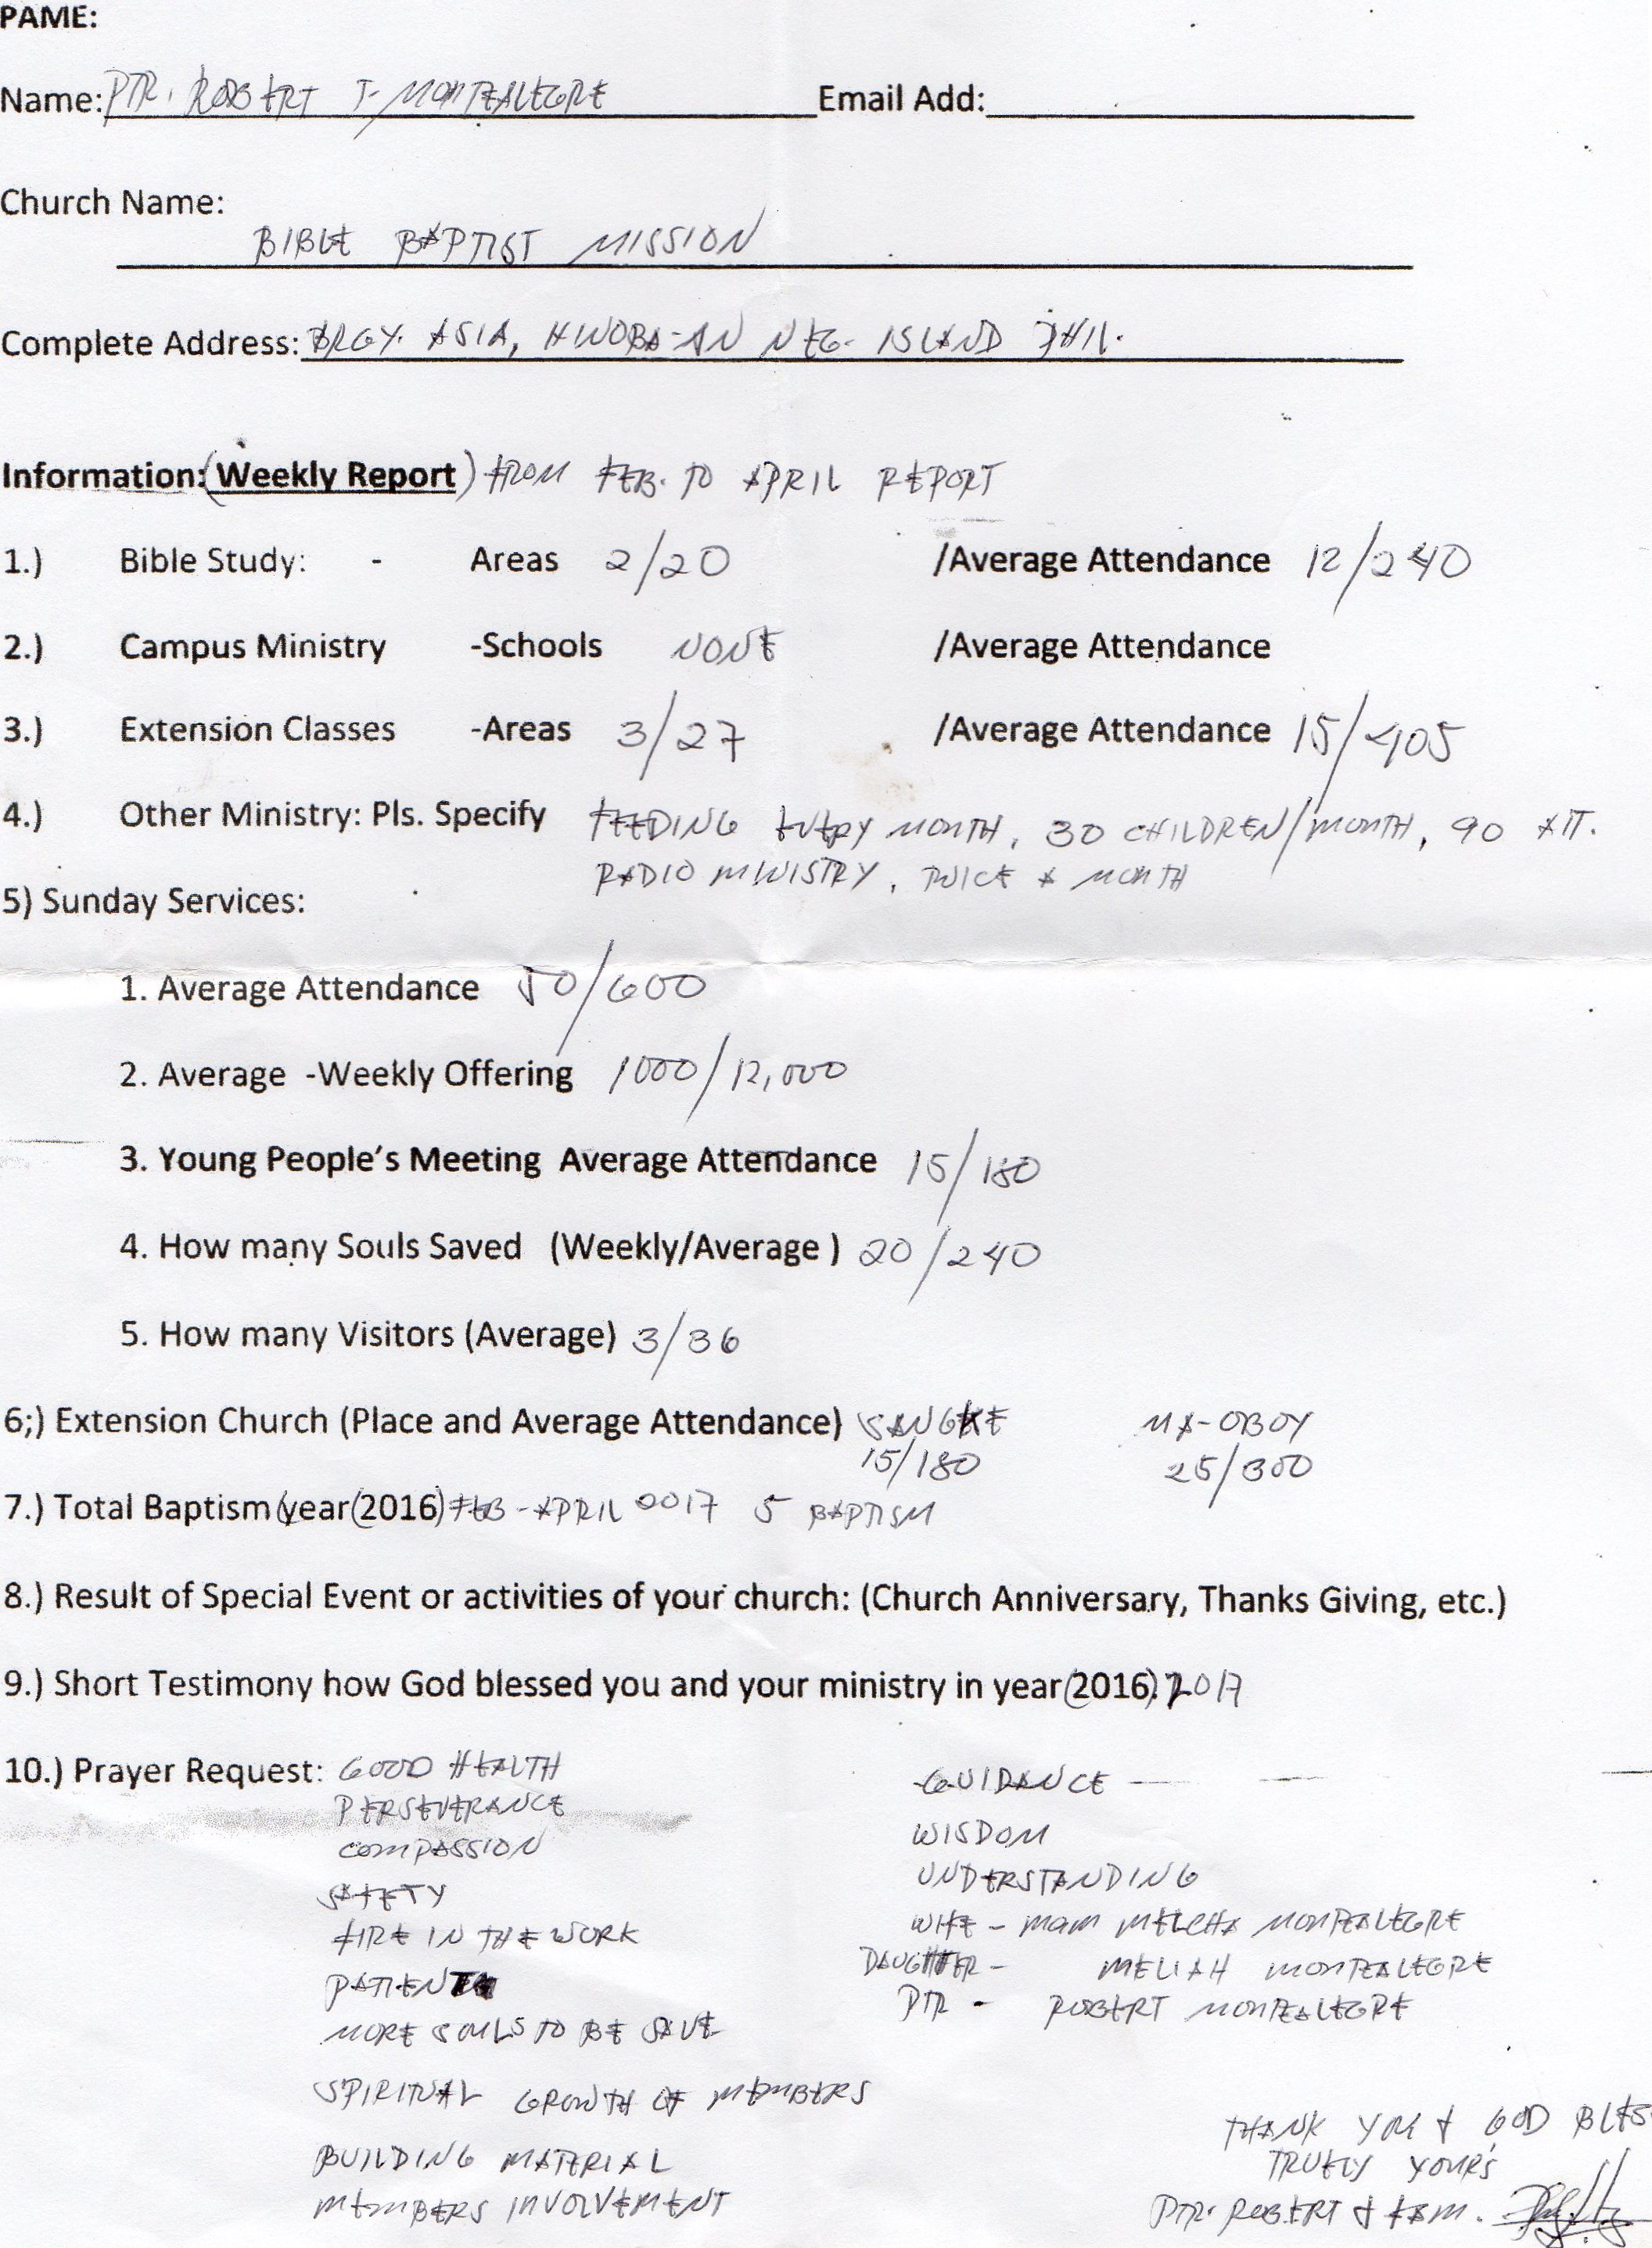 PAME:
Name: PTR. ROBERT T. MONTEALEGRE Email Add:
Church Name:
BIBLE BAPTIST MISSION
Complete Address: BRGY. ASIA, HINOBA-AN NEG. ISLAND PHIL.
Information: (Weekly Report) FROM FEB. TO APRIL REPORT
1.) Bible Study: - Areas 2/20 /Average Attendance 12/240
2.) Campus Ministry -Schools NONE /Average Attendance
3.) Extension Classes -Areas 3/27 /Average Attendance 15/405
4.) Other Ministry: Pls. Specify FEEDING EVERY MONTH, 30 CHILDREN/MONTH, 90 ATT.
RADIO MINISTRY, TWICE A MONTH
5) Sunday Services:
1. Average Attendance 50/600
2. Average -Weekly Offering 1000/12,000
3. Young People's Meeting Average Attendance 15/180
4. How many Souls Saved (Weekly/Average ) 20/240
5. How many Visitors (Average) 3/36
6;) Extension Church (Place and Average Attendance) SANGKE MA-OBOY
15/180 25/300
7.) Total Baptism (year(2016) FEB-APRIL 2017 5 BAPTISM
8.) Result of Special Event or activities of your church: (Church Anniversary, Thanks Giving, etc.)
9.) Short Testimony how God blessed you and your ministry in year(2016). 2017
10.) Prayer Request: GOOD HEALTH GUIDANCE
PERSEVERANCE
COMPASSION WISDOM
SAFETY UNDERSTANDING
FIRE IN THE WORK WIFE - MAM MELCHA MONTEALEGRE
DAUGHTER - MELIAH MONTEALEGRE
PATIENT PTR - ROBERT MONTEALEGRE
MORE SOULS TO BE SAVE
SPIRITUAL GROWTH OF MEMBERS
THANK YOU & GOD BLESS
BUILDING MATERIAL TRUELY YOURS
MEMBERS INVOLVEMENT PTR. ROBERT & FAM.